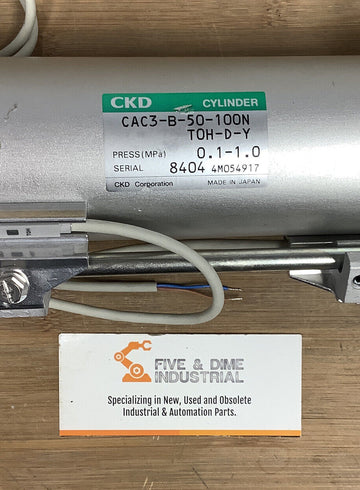 CKD CYLINDER
CAC3-B-50-100N
TOH-D-Y
PRESS(MPa) 0.1-1.0
SERIAL 8404 4M054917
CKD Corporation MADE IN JAPAN
FIVE & DIME
INDUSTRIAL
Specializing in New, Used and Obsolete
Industrial & Automation Parts.